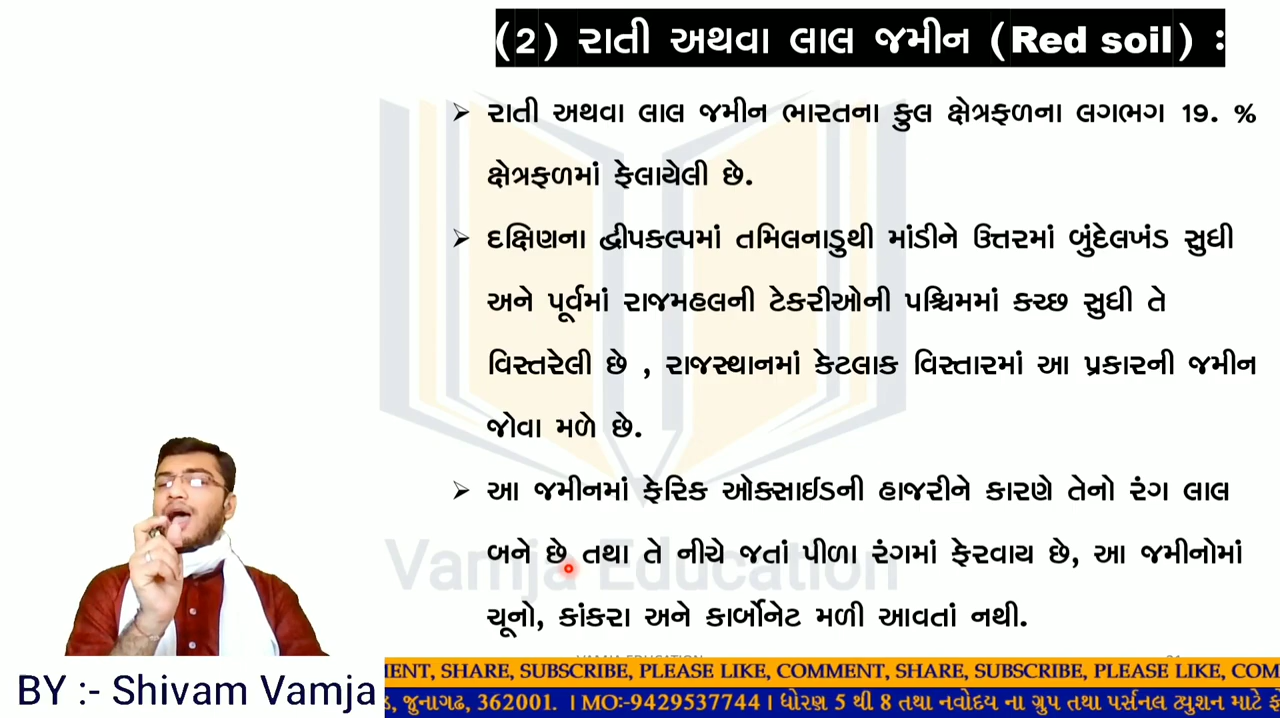 (2) રાતી અથવા લાલ જમીન (Red soil) :
➢ રાતી અથવા લાલ જમીન ભારતના કુલ ક્ષેત્રફળના લગભગ 19. %
ક્ષેત્રફળમાં ફેલાયેલી છે.
➢ દક્ષિણના દ્વીપકલ્પમાં તમિલનાડુથી માંડીને ઉત્તરમાં બુંદેલખંડ સુધી
અને પૂર્વમાં રાજમહલની ટેકરીઓની પશ્ચિમમાં કચ્છ સુધી તે
વિસ્તરેલી છે , રાજસ્થાનમાં કેટલાક વિસ્તારમાં આ પ્રકારની જમીન
જોવા મળે છે.
➢ આ જમીનમાં ફેરિક ઓક્સાઈડની હાજરીને કારણે તેનો રંગ લાલ
બને છે તથા તે નીચે જતાં પીળા રંગમાં ફેરવાય છે, આ જમીનોમાં
ચૂનો, કાંકરા અને કાર્બોનેટ મળી આવતાં નથી.
Vamja Education
BY :- Shivam Vamja
MENT, SHARE, SUBSCRIBE, PLEASE LIKE, COMMENT, SHARE, SUBSCRIBE, PLEASE LIKE, COM
જુનાગઢ, 362001. | MO:-9429537744 | ધોરણ 5 થી 8 તથા નવોદય ના ગ્રુપ તથા પર્સનલ ટ્યુશન માટે